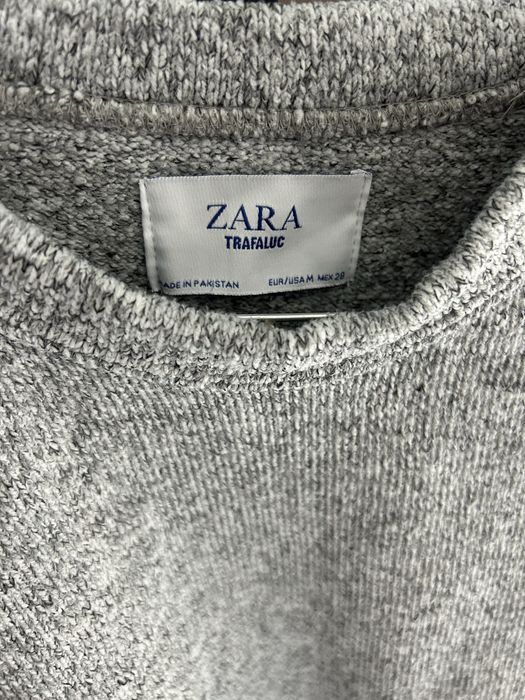 ZARA
TRAFALUC
ADE IN PAKISTAN EUR/USA M MEX 28